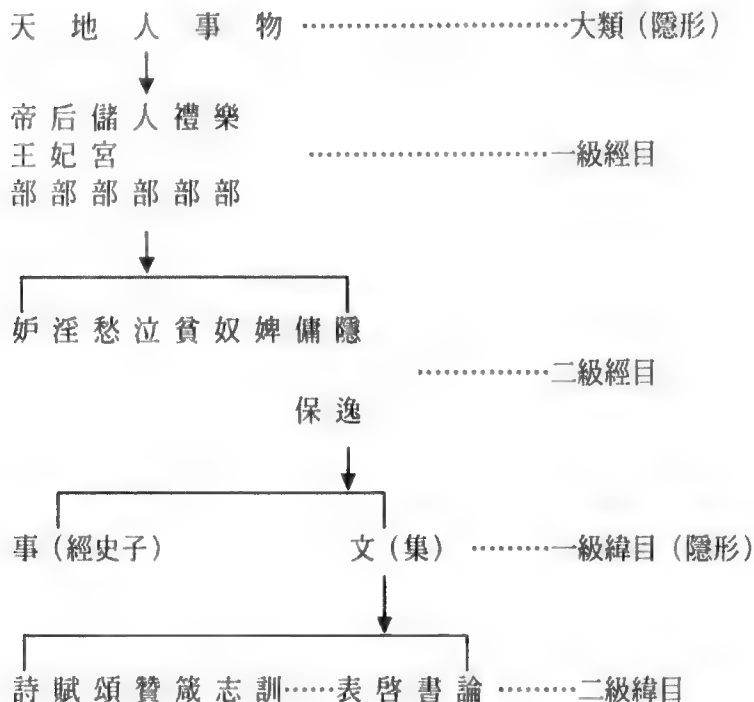 天 地 人 事 物 ………………………大類（隱形）
帝 后 儲 人 禮 樂
王 妃 宮 ………………………一級經目
部 部 部 部 部 部
妒 淫 愁 泣 貧 奴 婢 傭 隱
……………二級經目
保 逸
事（經史子） 文（集） ………一級緯目（隱形）
詩 賦 頌 贊 箴 志 訓……表 啓 書 論 ………二級緯目